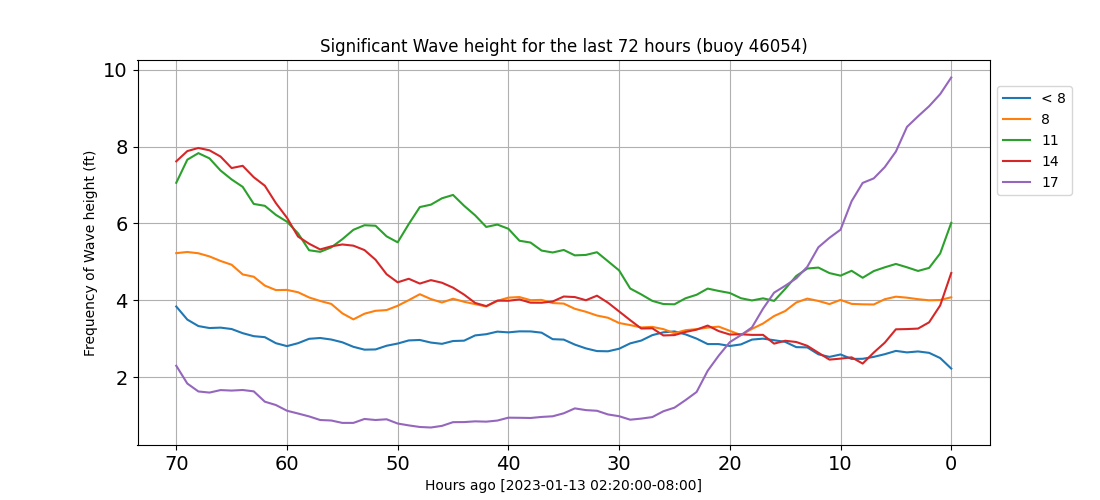 Significant Wave height for the last 72 hours (buoy 46054)
Frequency of Wave height (ft)
10
8
6
4
2
70 60 50 40 30 20 10 0
Hours ago [2023-01-13 02:20:00-08:00]
< 8
8
11
14
17